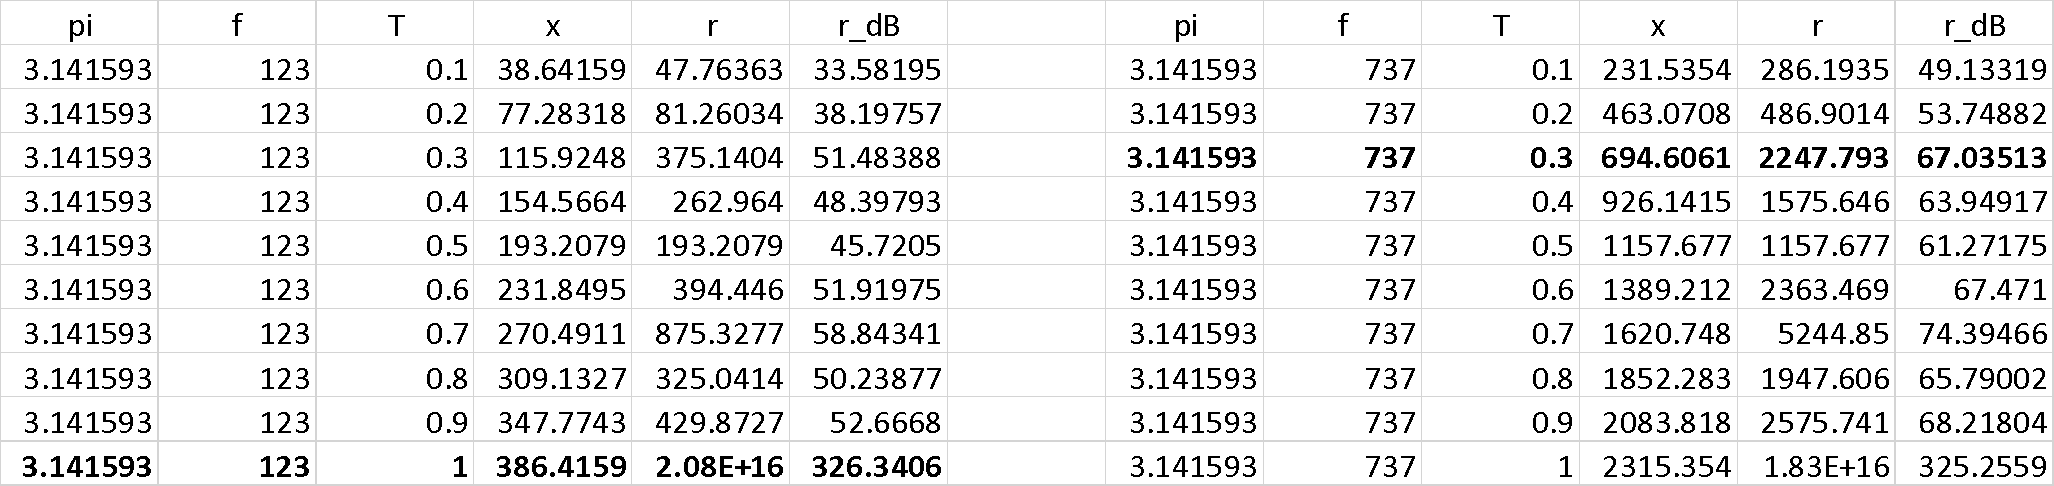 pi f T x r r_dB pi f T x r r_dB
3.141593 123 0.1 38.64159 47.76363 33.58195 3.141593 737 0.1 231.5354 286.1935 49.13319
3.141593 123 0.2 77.28318 81.26034 38.19757 3.141593 737 0.2 463.0708 486.9014 53.74882
3.141593 123 0.3 115.9248 375.1404 51.48388 3.141593 737 0.3 694.6061 2247.793 67.03513
3.141593 123 0.4 154.5664 262.964 48.39793 3.141593 737 0.4 926.1415 1575.646 63.94917
3.141593 123 0.5 193.2079 193.2079 45.7205 3.141593 737 0.5 1157.677 1157.677 61.27175
3.141593 123 0.6 231.8495 394.446 51.91975 3.141593 737 0.6 1389.212 2363.469 67.471
3.141593 123 0.7 270.4911 875.3277 58.84341 3.141593 737 0.7 1620.748 5244.85 74.39466
3.141593 123 0.8 309.1327 325.0414 50.23877 3.141593 737 0.8 1852.283 1947.606 65.79002
3.141593 123 0.9 347.7743 429.8727 52.6668 3.141593 737 0.9 2083.818 2575.741 68.21804
3.141593 123 1 386.4159 2.08E+16 326.3406 3.141593 737 1 2315.354 1.83E+16 325.2559